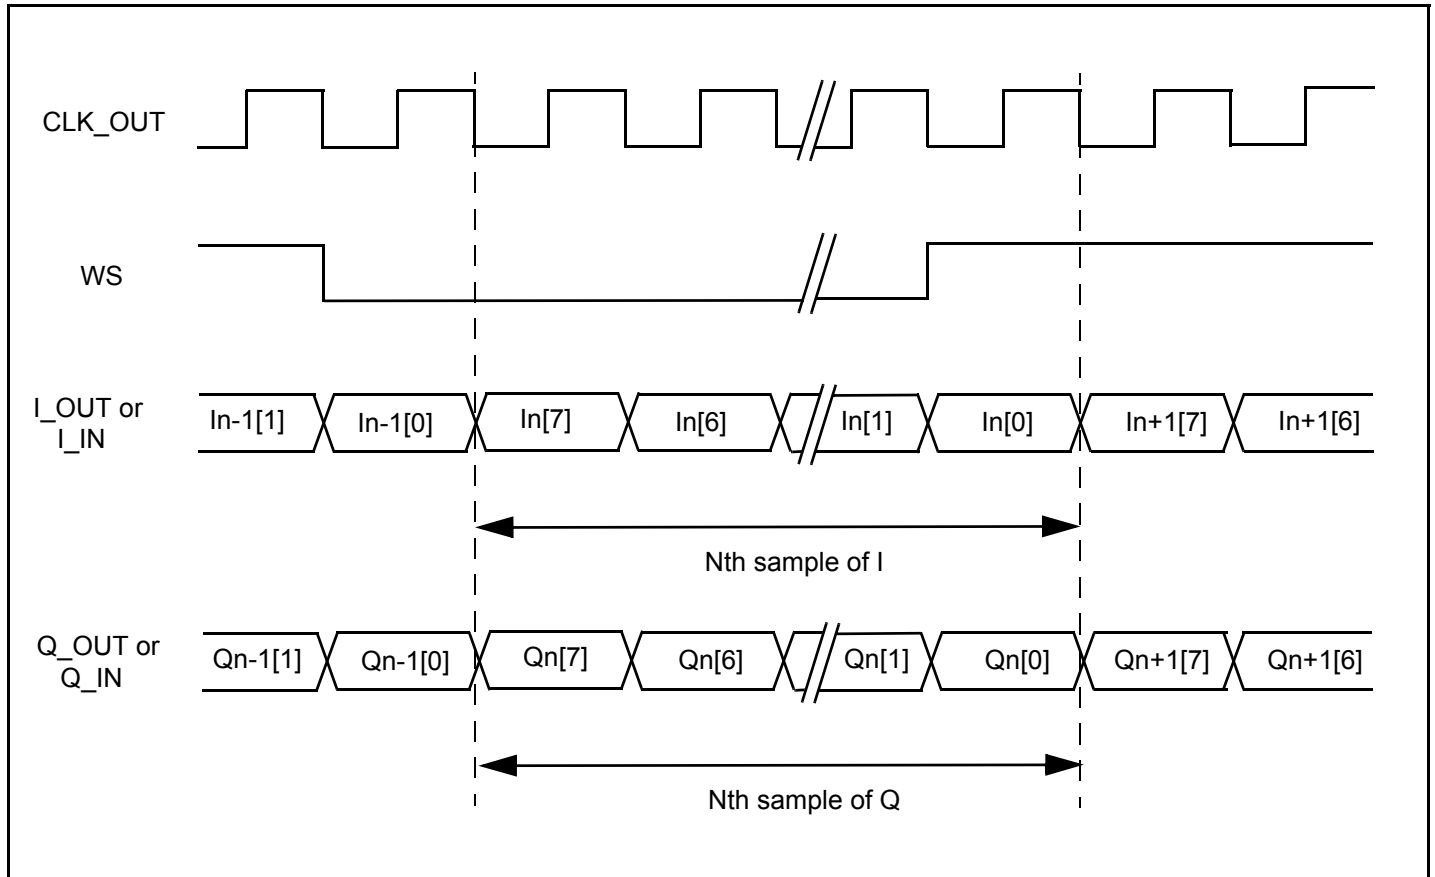 CLK_OUT
WS
I_OUT or
I_IN
In-1[1] In-1[0] In[7] In[6] In[1] In[0] In+1[7] In+1[6]
Nth sample of I
Q_OUT or
Q_IN
Qn-1[1] Qn-1[0] Qn[7] Qn[6] Qn[1] Qn[0] Qn+1[7] Qn+1[6]
Nth sample of Q